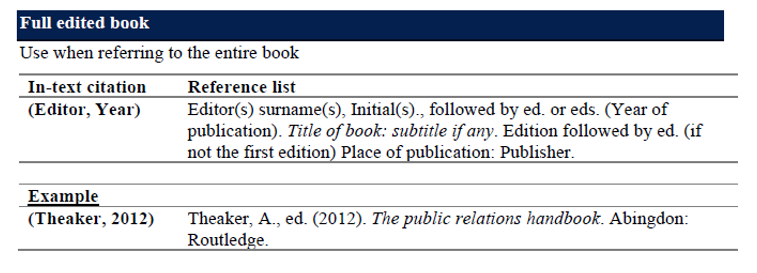 Full edited book
Use when referring to the entire book
In-text citation Reference list
(Editor, Year) Editor(s) surname(s), Initial(s)., followed by ed. or eds. (Year of
publication). Title of book: subtitle if any. Edition followed by ed. (if
not the first edition) Place of publication: Publisher.
Example
(Theaker, 2012) Theaker, A., ed. (2012). The public relations handbook. Abingdon:
Routledge.